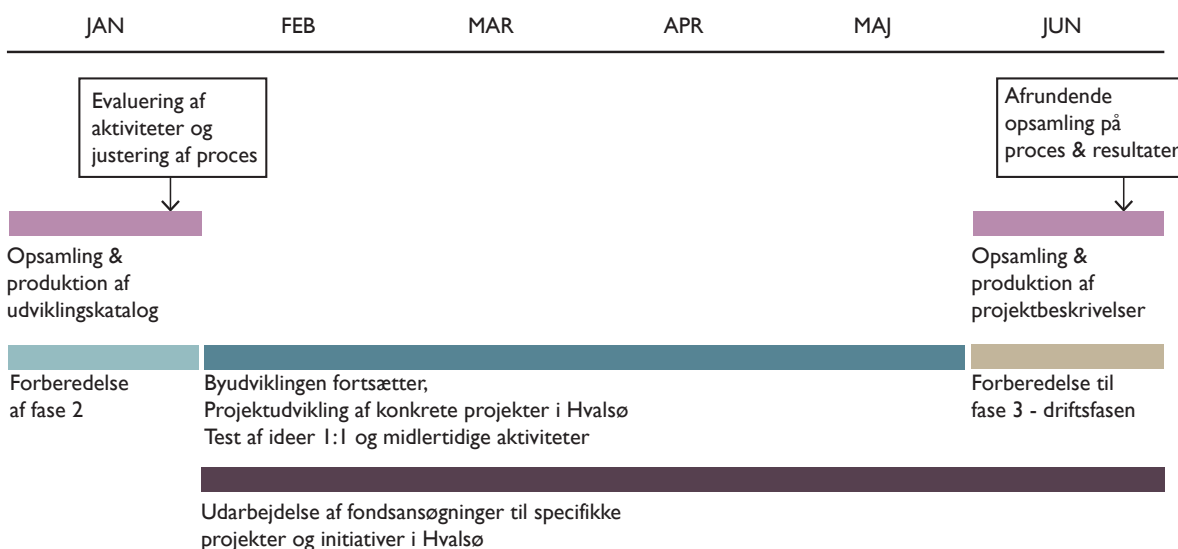 JAN FEB MAR APR MAJ JUN
Evaluering af
aktiviteter og
justering af proces
Afrundende
opsamling på
proces & resultater
Opsamling &
produktion af
udviklingskatalog
Opsamling &
produktion af
projektbeskrivelser
Forberedelse
af fase 2
Byudviklingen fortsætter,
Projektudvikling af konkrete projekter i Hvalsø
Test af ideer 1:1 og midlertidige aktiviteter
Forberedelse til
fase 3 - driftsfasen
Udarbejdelse af fondsansøgninger til specifikke
projekter og initiativer i Hvalsø